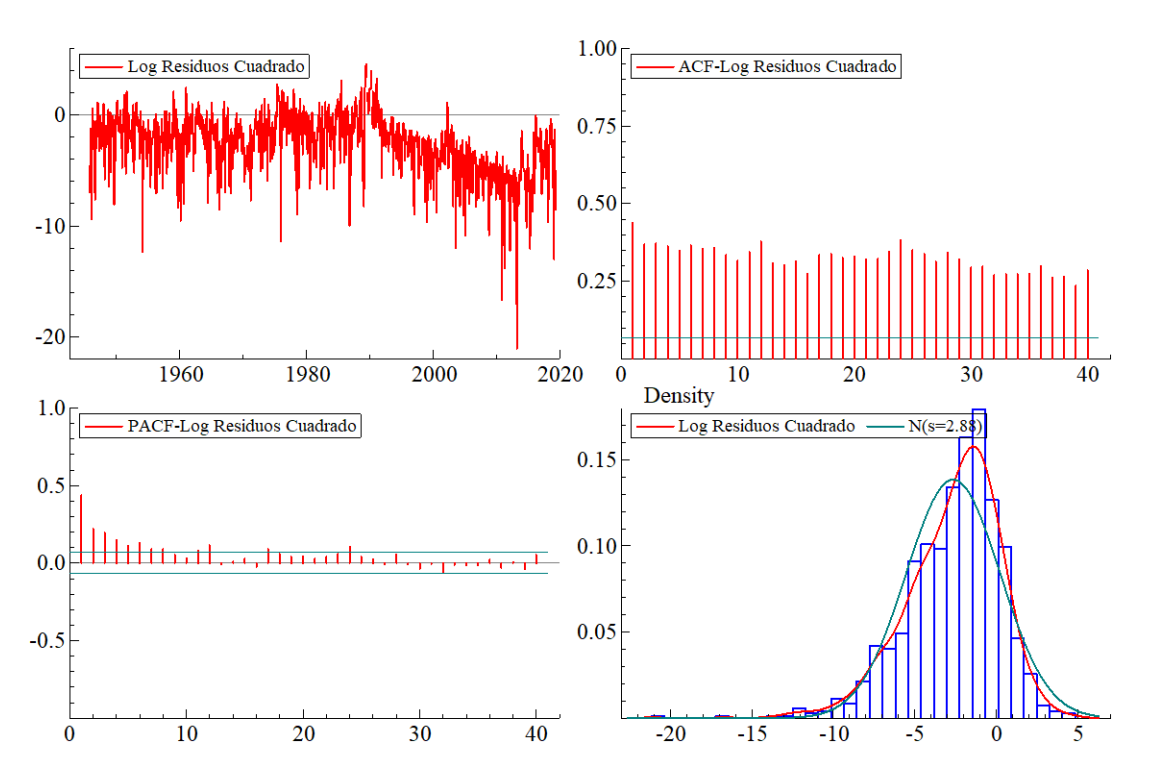 Log Residuos Cuadrado
0
-10
-20
1960 1980 2000 2020
1.00
ACF-Log Residuos Cuadrado
0.75
0.50
0.25
0 10 20 30 40
1.0
PACF-Log Residuos Cuadrado
0.5
0.0
-0.5
0 10 20 30 40
Density
Log Residuos Cuadrado N(s=2.88)
0.15
0.10
0.05
-20 -15 -10 -5 0 5